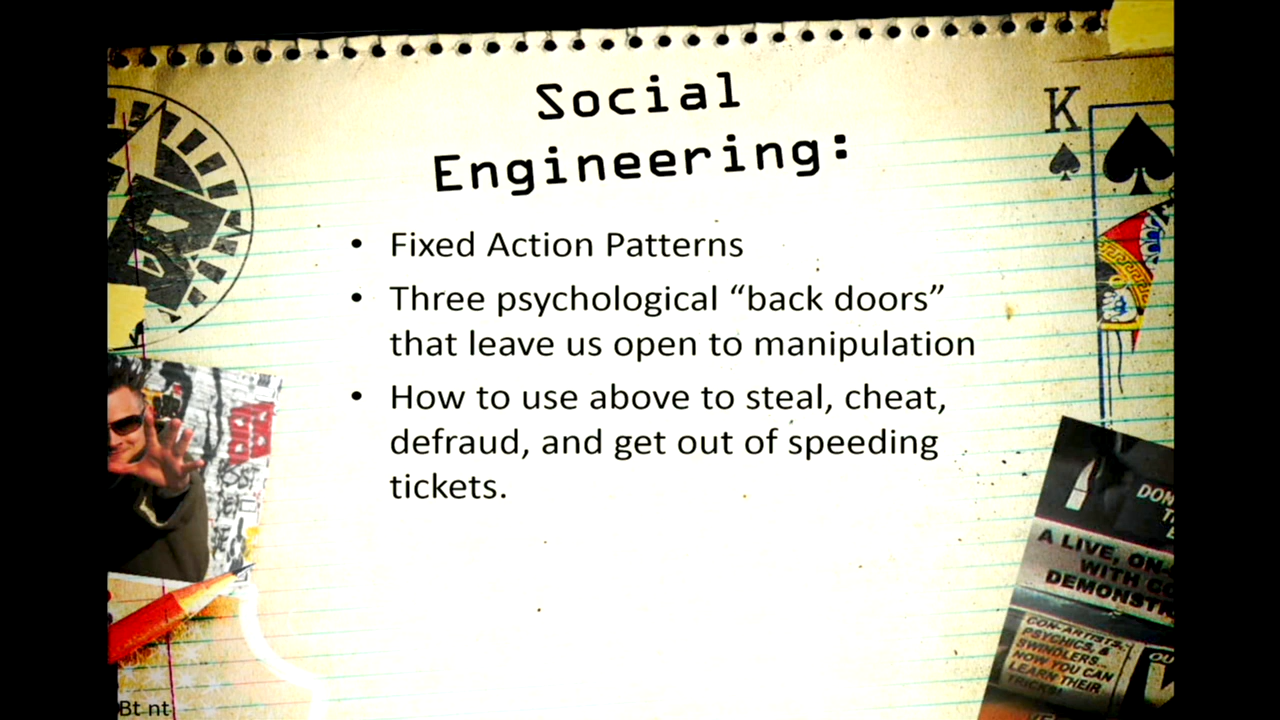 Social
Engineering:
K
• Fixed Action Patterns
• Three psychological “back doors”
that leave us open to manipulation
• How to use above to steal, cheat,
defraud, and get out of speeding
tickets.
A LIVE, ON-
WITH
CON-ARTISTS,
PSYCHICS, &
SWINDLERS...
NOW YOU CAN
LEARN THEIR
TRICKS!
Bt nt